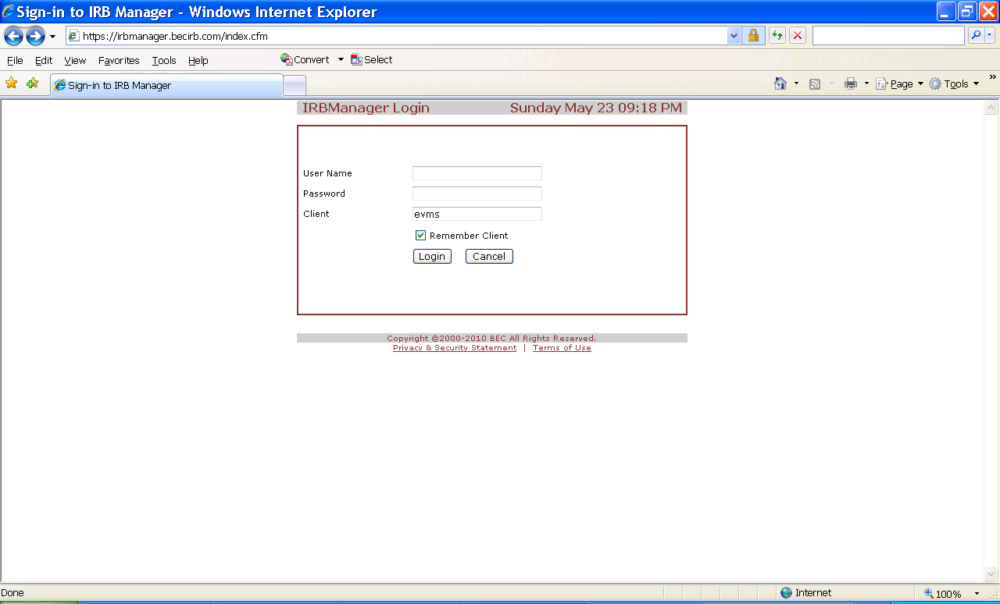 Sign-in to IRB Manager - Windows Internet Explorer
https://irbmanager.becirb.com/index.cfm
File Edit View Favorites Tools Help Convert Select
Sign-in to IRB Manager Page Tools »
IRBManager Login Sunday May 23 09:18 PM
User Name
Password
Client evms
Remember Client
Login Cancel
Copyright ©2000-2010 BEC All Rights Reserved.
Privacy & Security Statement | Terms of Use
Done Internet 100%